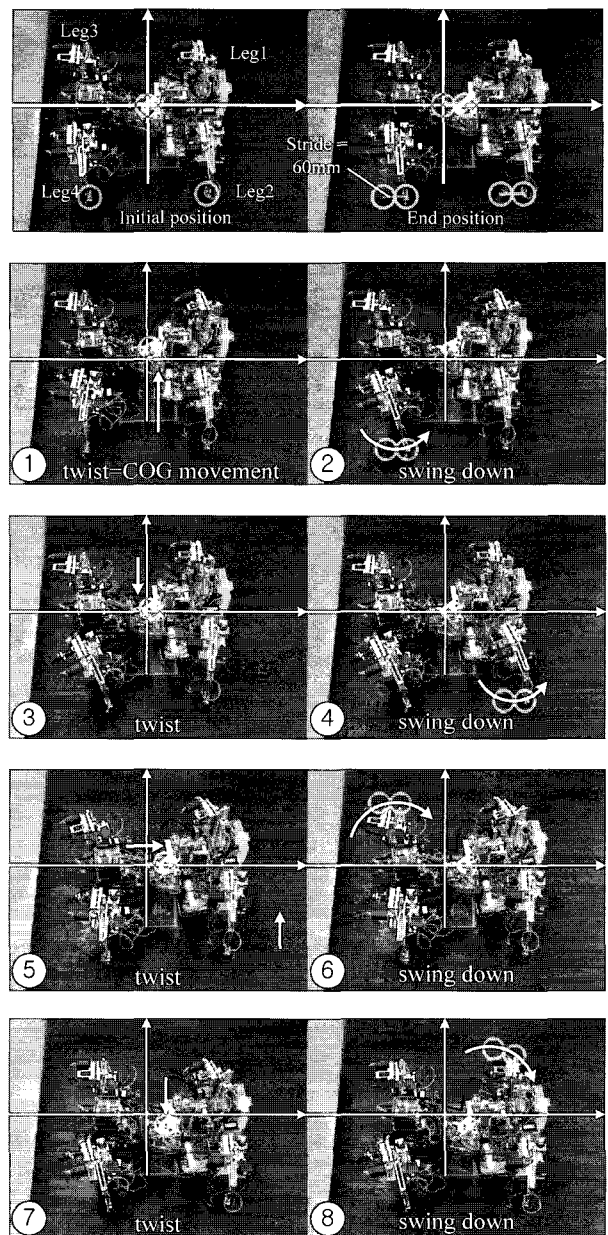 Leg3
Leg1
Leg4
Leg2
Initial position
Stride =
60mm
End position
1
twist=COG movement
2
swing down
3
twist
4
swing down
5
twist
6
swing down
7
twist
8
swing down